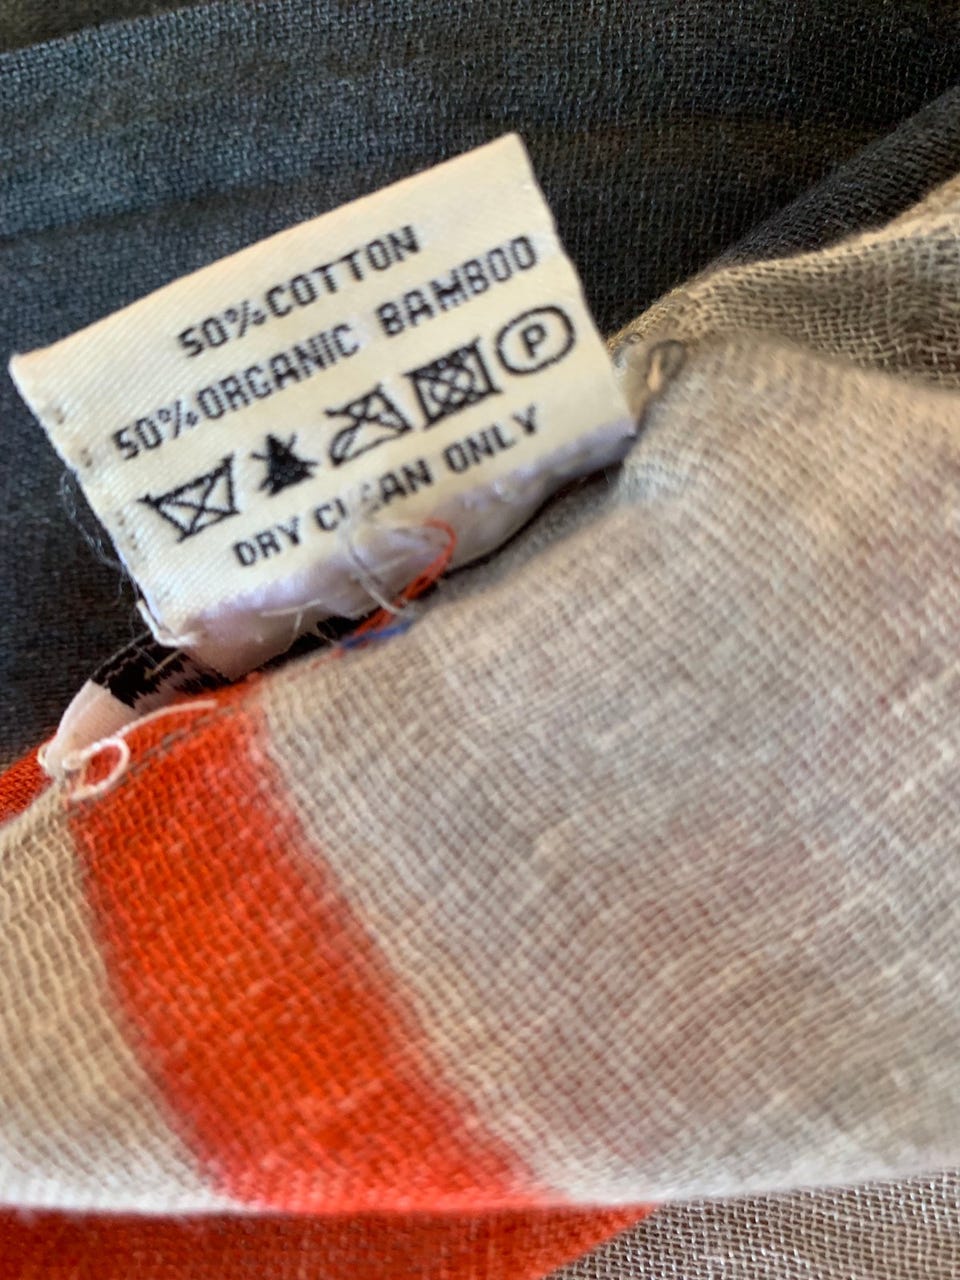 50% COTTON
50% ORGANIC BAMBOO
P
DRY CLEAN ONLY